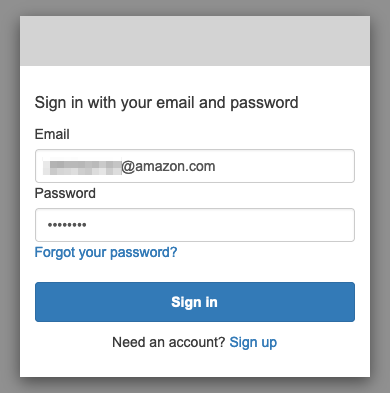 Sign in with your email and password
Email
@amazon.com
Password
••••••••
Forgot your password?
Sign in
Need an account? Sign up